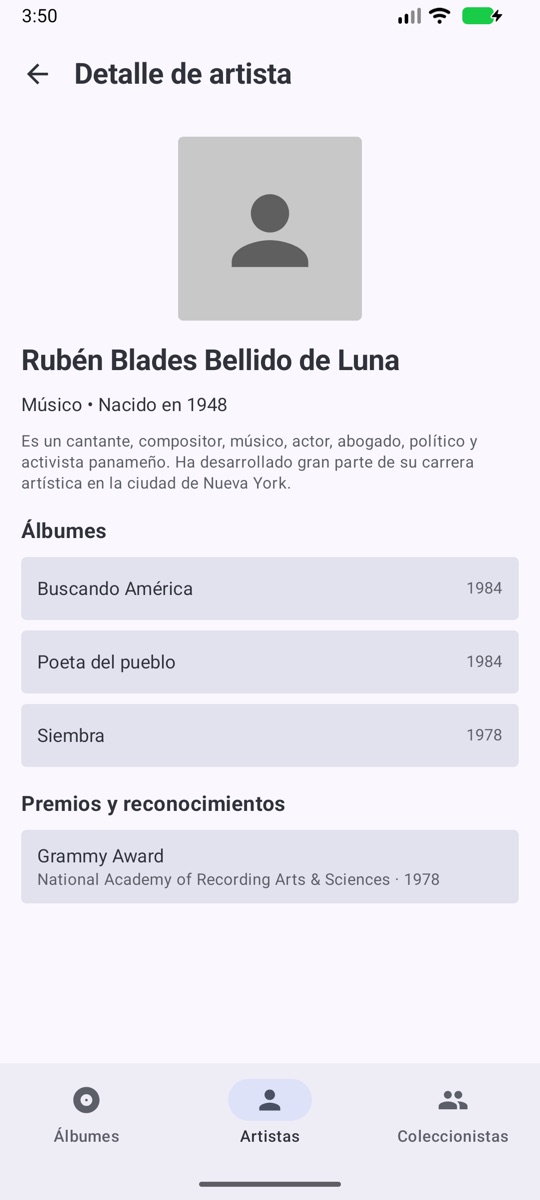 3:50
Detalle de artista
Rubén Blades Bellido de Luna
Músico • Nacido en 1948
Es un cantante, compositor, músico, actor, abogado, político y
activista panameño. Ha desarrollado gran parte de su carrera
artística en la ciudad de Nueva York.
Álbumes
Buscando América 1984
Poeta del pueblo 1984
Siembra 1978
Premios y reconocimientos
Grammy Award
National Academy of Recording Arts & Sciences · 1978
Álbumes Artistas Coleccionistas